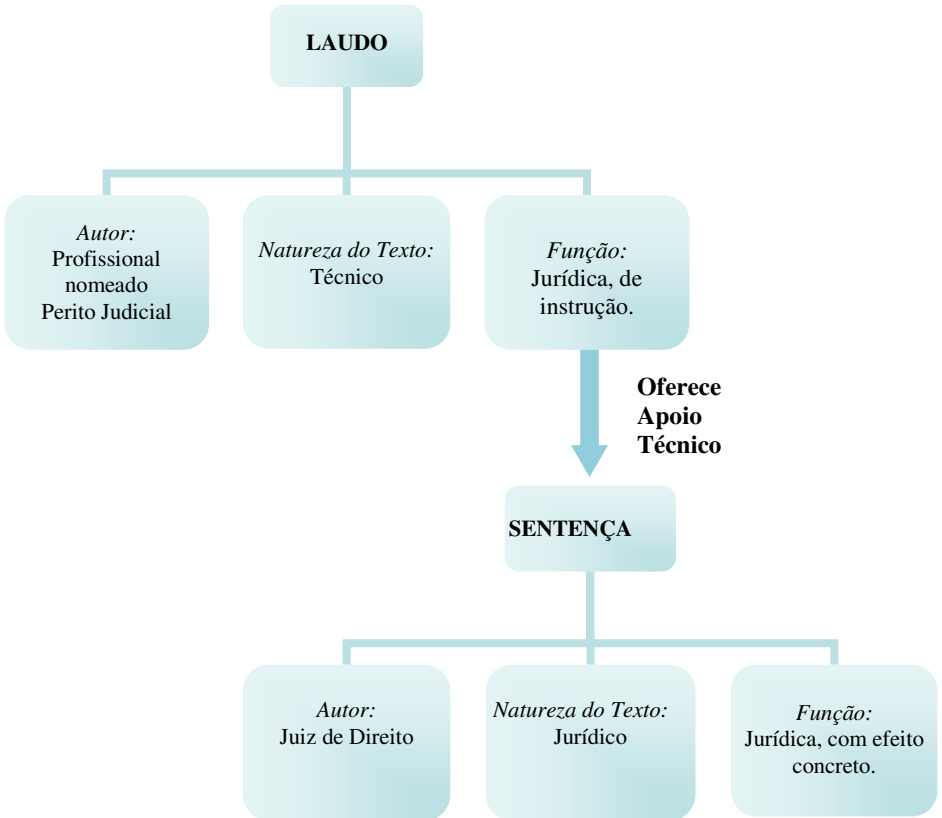 LAUDO
Autor:
Profissional
nomeado
Perito Judicial
Natureza do Texto:
Técnico
Função:
Jurídica, de
instrução.
Oferece
Apoio
Técnico
SENTENÇA
Autor:
Juiz de Direito
Natureza do Texto:
Jurídico
Função:
Jurídica, com efeito
concreto.